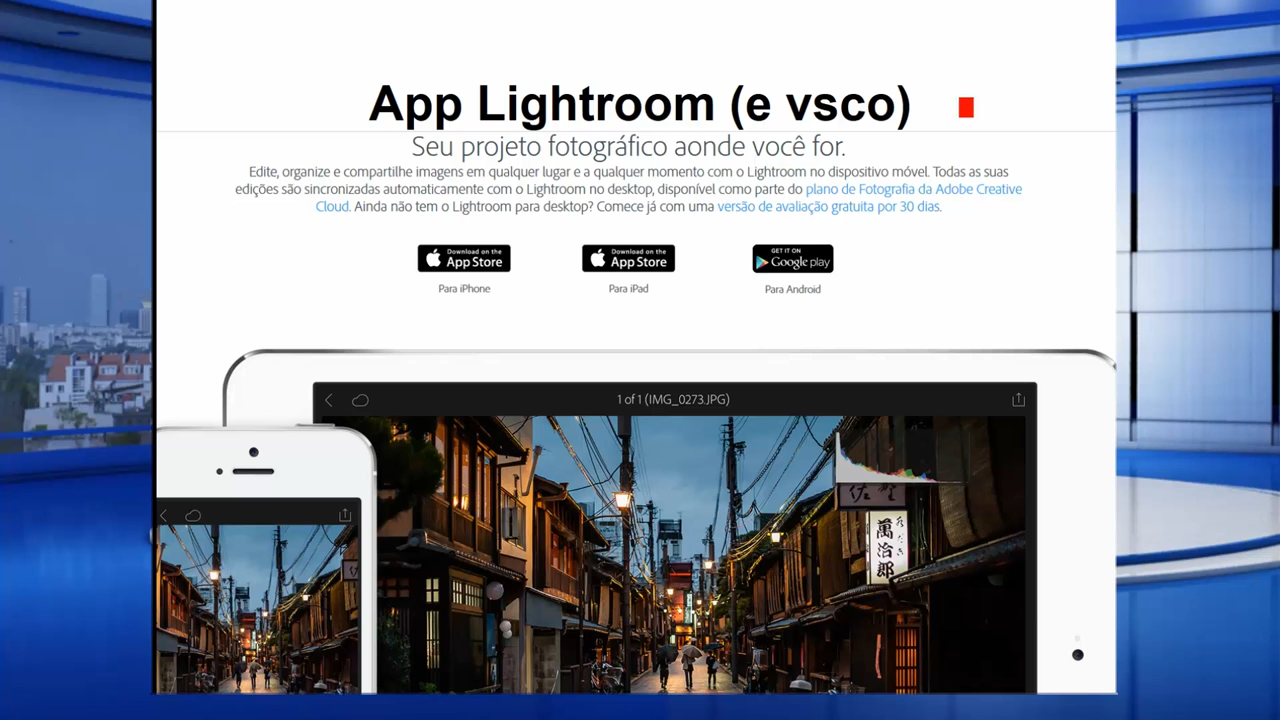 App Lightroom (e vsco)
Seu projeto fotográfico aonde você for.
Edite, organize e compartilhe imagens em qualquer lugar e a qualquer momento com o Lightroom no dispositivo móvel. Todas as suas
edições são sincronizadas automaticamente com o Lightroom no desktop, disponível como parte do plano de Fotografia da Adobe Creative
Cloud. Ainda não tem o Lightroom para desktop? Comece já com uma versão de avaliação gratuita por 30 dias.
Download on the
App Store
Download on the
App Store
GET IT ON
Google play
Para iPhone
Para iPad
Para Android
1 of 1 (IMG_0273.JPG)
萬治郎